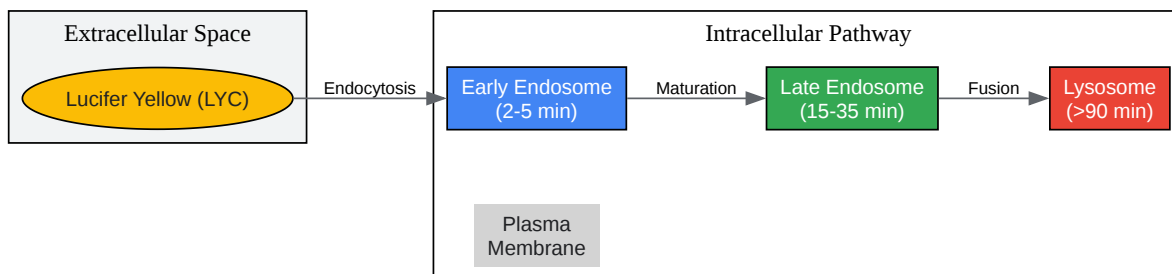 Extracellular Space
Lucifer Yellow (LYC)
Endocytosis
Intracellular Pathway
Early Endosome
(2-5 min)
Maturation
Late Endosome
(15-35 min)
Fusion
Lysosome
(>90 min)
Plasma
Membrane